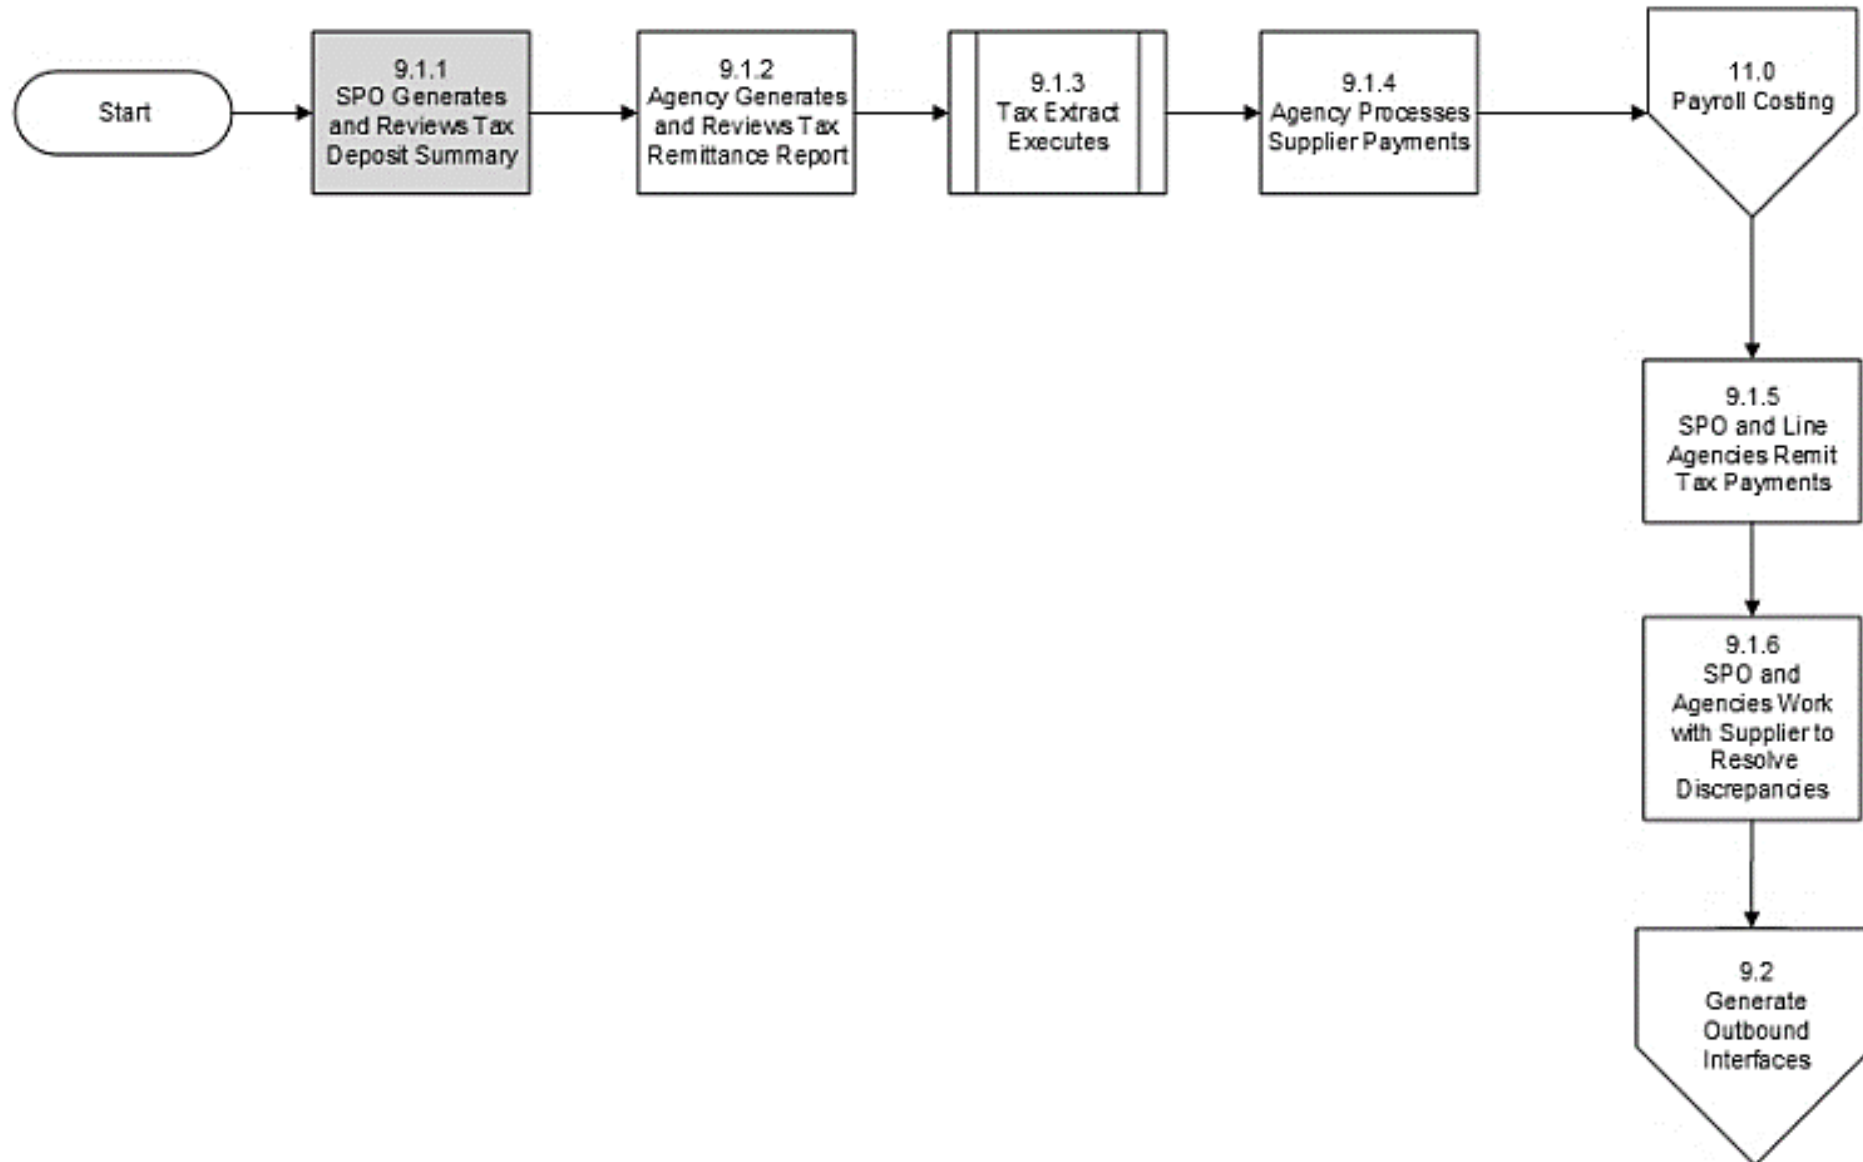 Start
9.1.1
SPO Generates
and Reviews Tax
Deposit Summary
9.1.2
Agency Generates
and Reviews Tax
Remittance Report
9.1.3
Tax Extract
Executes
9.1.4
Agency Processes
Supplier Payments
11.0
Payroll Costing
9.1.5
SPO and Line
Agencies Remit
Tax Payments
9.1.6
SPO and
Agencies Work
with Supplier to
Resolve
Discrepancies
9.2
Generate
Outbound
Interfaces